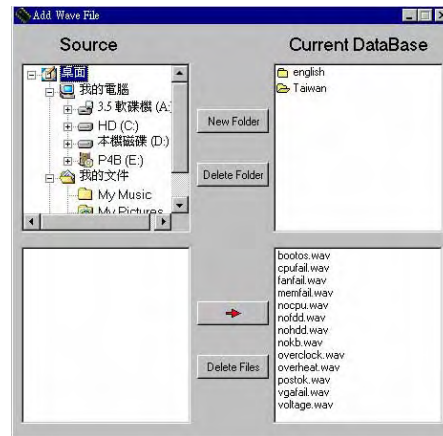 Add Wave File
Source
Current DataBase
桌面
我的電腦
3.5 軟碟機 (A:)
HD (C:)
本機磁碟 (D:)
P4B (E:)
我的文件
My Music
My Pictures
New Folder
Delete Folder
english
Taiwan
Delete Files
bootos.wav
cpufail.wav
fanfail.wav
memfail.wav
nocpu.wav
nofdd.wav
nohdd.wav
nokb.wav
overclock.wav
overheat.wav
postok.wav
vgafail.wav
voltage.wav